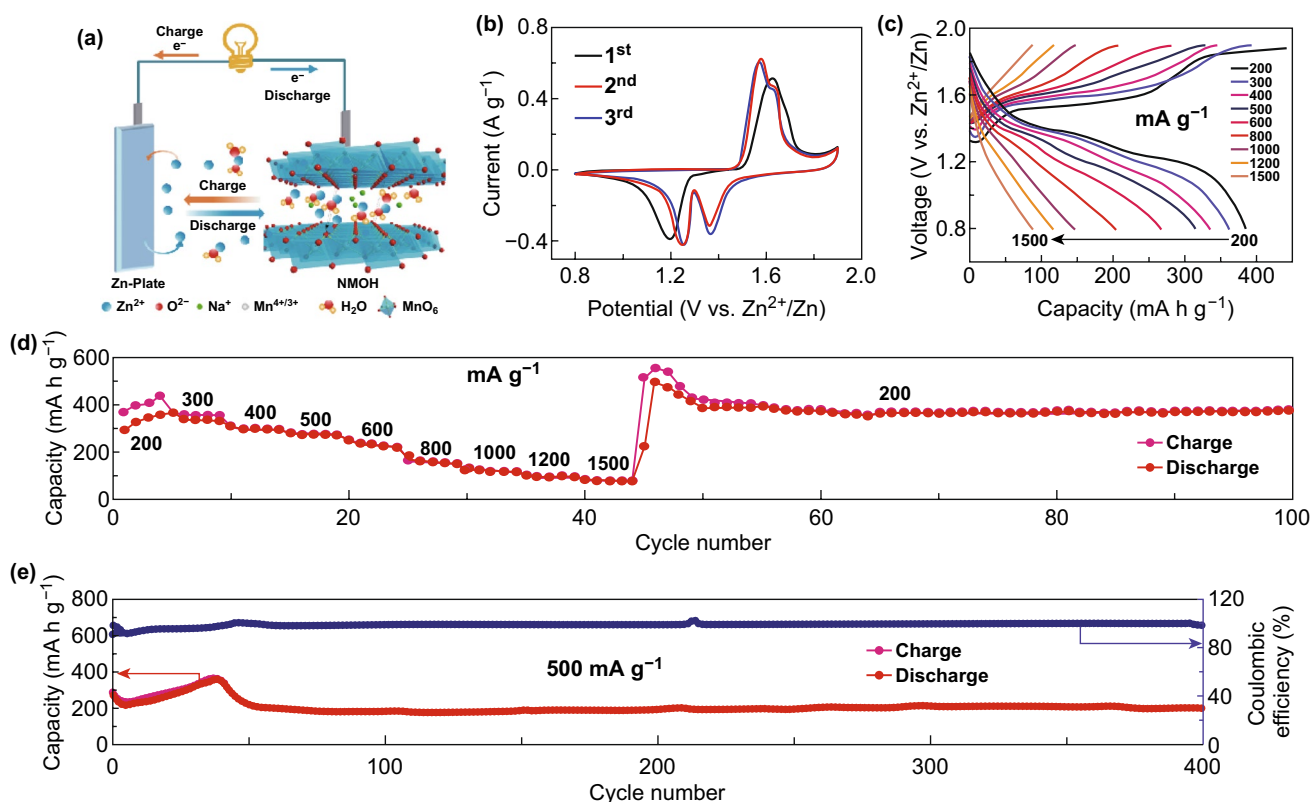 (a)
Charge
e⁻
e⁻
Discharge
Charge
Discharge
Zn-Plate
NMOH
Zn²⁺ O²⁻ Na⁺ Mn⁴⁺/³⁺ H₂O MnO₆
(b)
0.8
0.4
0.0
−0.4
Current (A g⁻¹)
1ˢᵗ
2ⁿᵈ
3ʳᵈ
0.8 1.2 1.6 2.0
Potential (V vs. Zn²⁺/Zn)
(c)
2.0
1.6
1.2
0.8
Voltage (V vs. Zn²⁺/Zn)
mA g⁻¹
200
300
400
500
600
800
1000
1200
1500
1500 200
0 100 200 300 400
Capacity (mA h g⁻¹)
(d)
600
400
200
0
Capacity (mA h g⁻¹)
mA g⁻¹
200
300
400
500
600
800
1000
1200
1500
200
Charge
Discharge
0 20 40 60 80 100
Cycle number
(e)
800
600
400
200
0
Capacity (mA h g⁻¹)
500 mA g⁻¹
Charge
Discharge
120
80
40
0
Coulombic
efficiency (%)
0 100 200 300 400
Cycle number